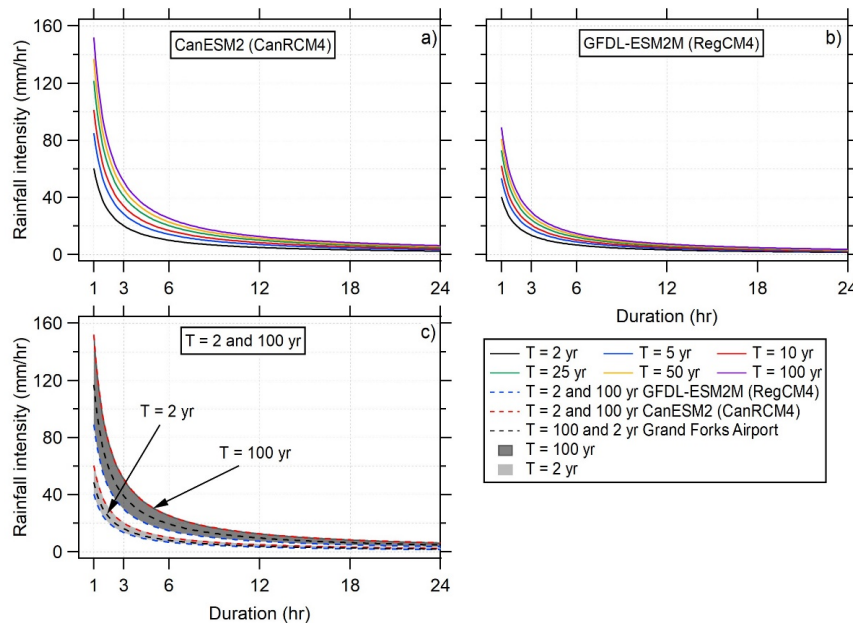 160
120
80
40
0
Rainfall intensity (mm/hr)
CanESM2 (CanRCM4)
a)
1 3 6 12 18 24
GFDL-ESM2M (RegCM4)
b)
1 3 6 12 18 24
Duration (hr)
160
120
80
40
0
Rainfall intensity (mm/hr)
c)
T = 2 and 100 yr
T = 2 yr
T = 100 yr
1 3 6 12 18 24
Duration (hr)
T = 2 yr T = 5 yr T = 10 yr
T = 25 yr T = 50 yr T = 100 yr
T = 2 and 100 yr GFDL-ESM2M (RegCM4)
T = 2 and 100 yr CanESM2 (CanRCM4)
T = 100 and 2 yr Grand Forks Airport
T = 100 yr
T = 2 yr